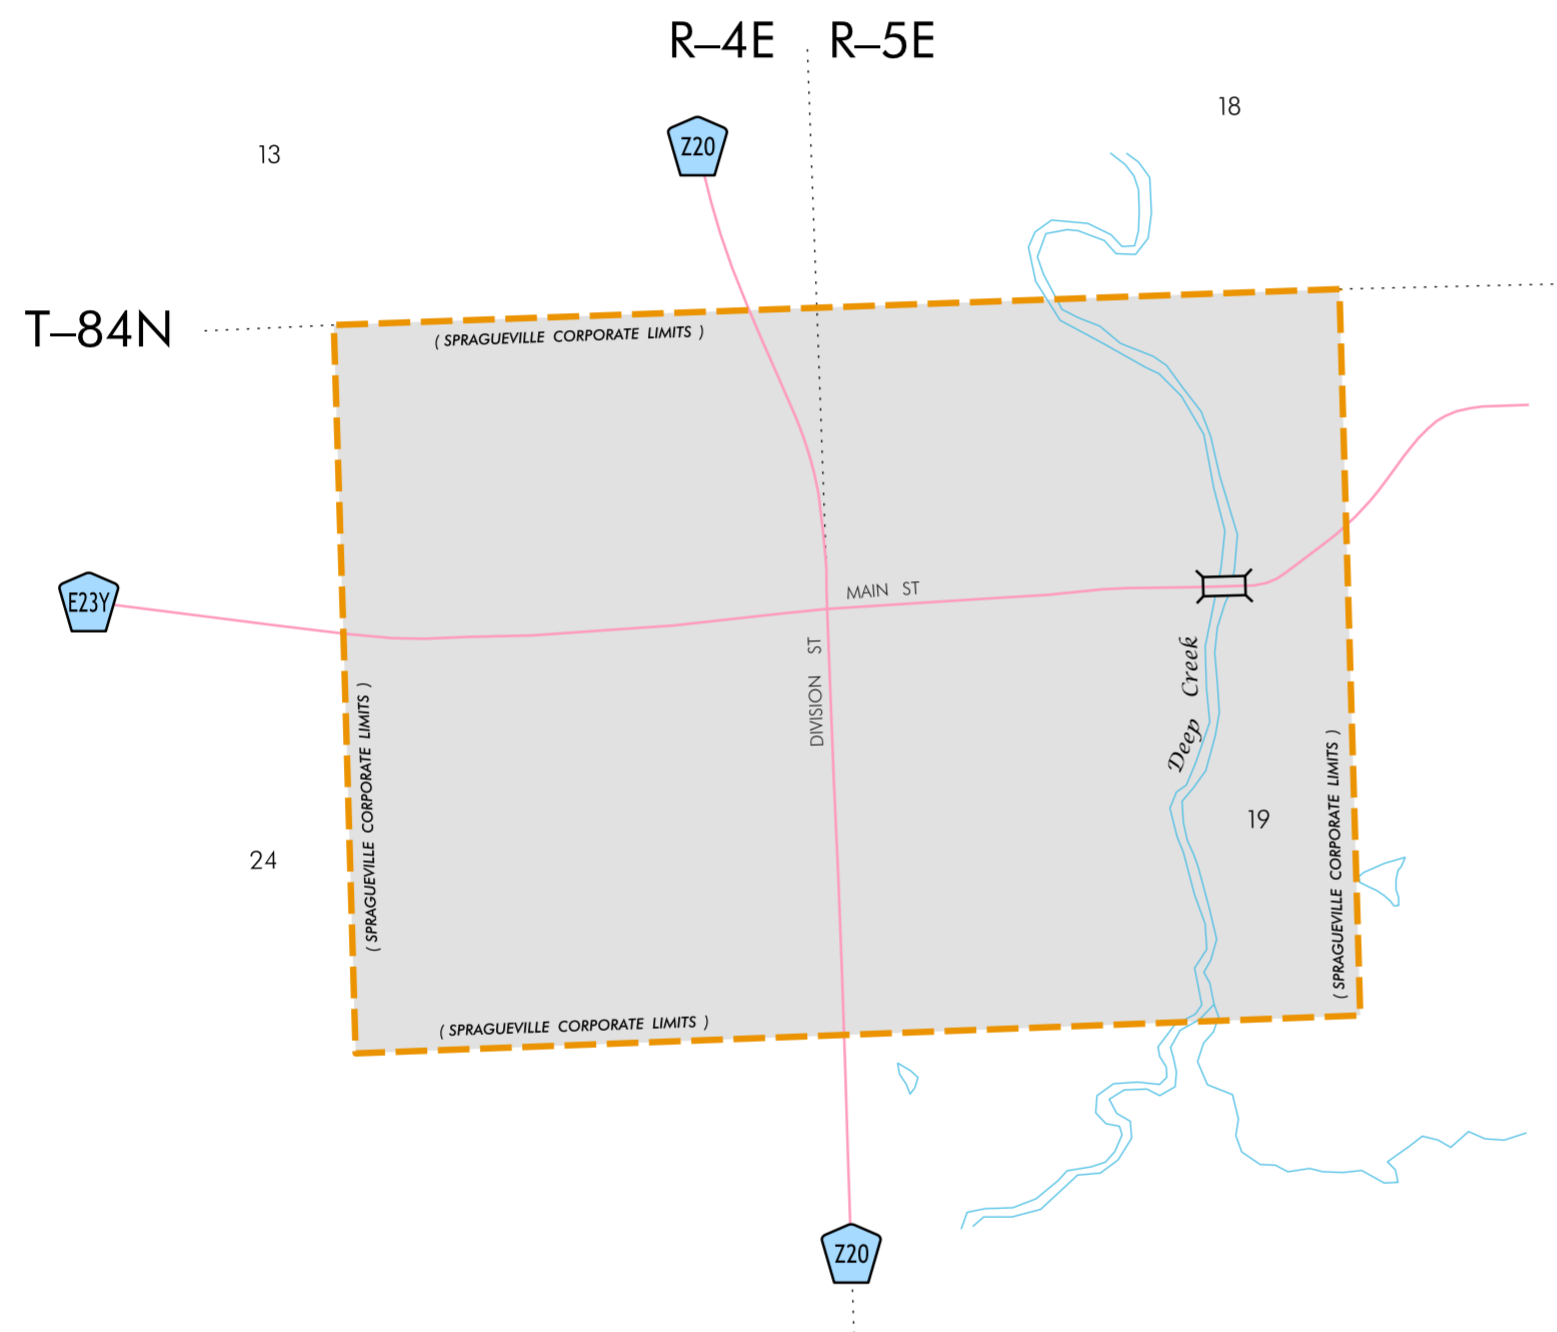 R–4E
R–5E
18
13
Z20
T–84N
( SPRAGUEVILLE CORPORATE LIMITS )
E23Y
MAIN ST
DIVISION ST
Deep Creek
( SPRAGUEVILLE CORPORATE LIMITS )
( SPRAGUEVILLE CORPORATE LIMITS )
19
24
( SPRAGUEVILLE CORPORATE LIMITS )
Z20